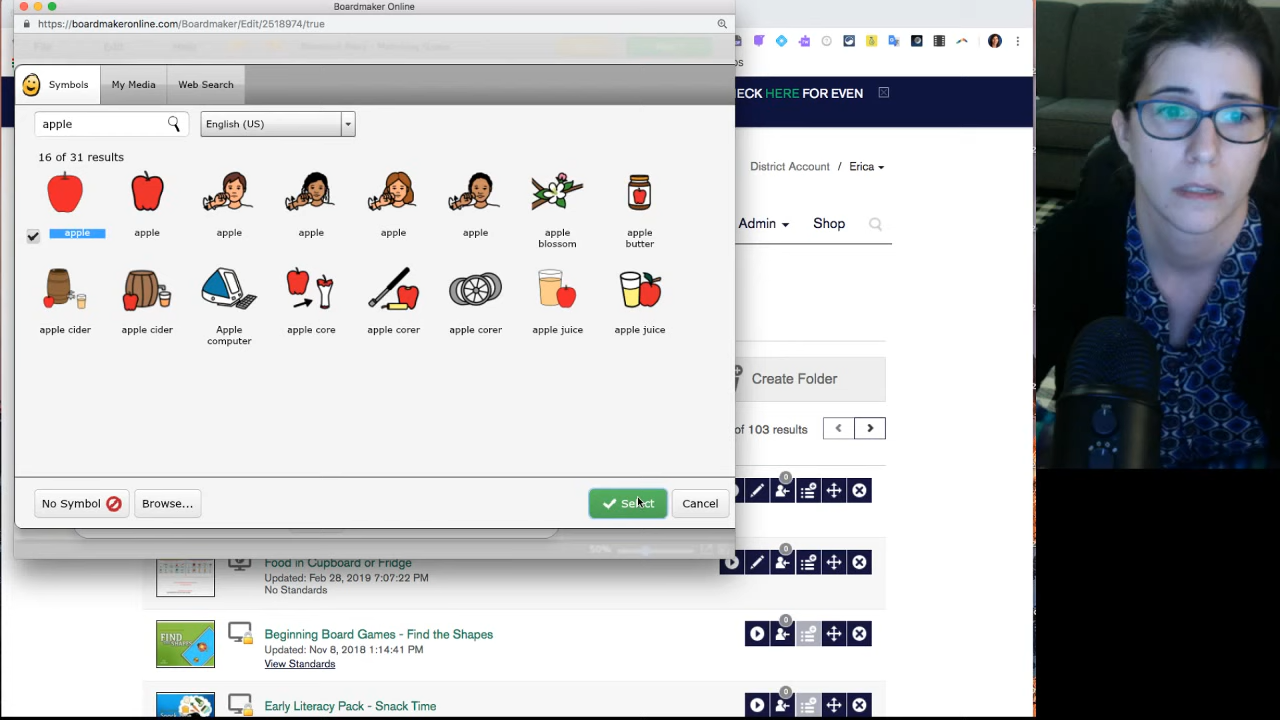 Boardmaker Online
https://boardmakeronline.com/Boardmaker/Edit/2518974/true
Symbols
My Media
Web Search
apple
English (US)
16 of 31 results
apple
apple
apple
apple
apple
apple
apple
blossom
apple
butter
apple cider
apple cider
Apple
computer
apple core
apple corer
apple corer
apple juice
apple juice
No Symbol
Browse...
Select
Cancel
ECK HERE FOR EVEN
District Account / Erica
Admin
Shop
Create Folder
of 103 results
0
0
Food in Cupboard or Fridge
Updated: Feb 28, 2019 7:07:22 PM
No Standards
0
FIND
Beginning Board Games - Find the Shapes
Updated: Nov 8, 2018 1:14:41 PM
View Standards
0
Early Literacy Pack - Snack Time